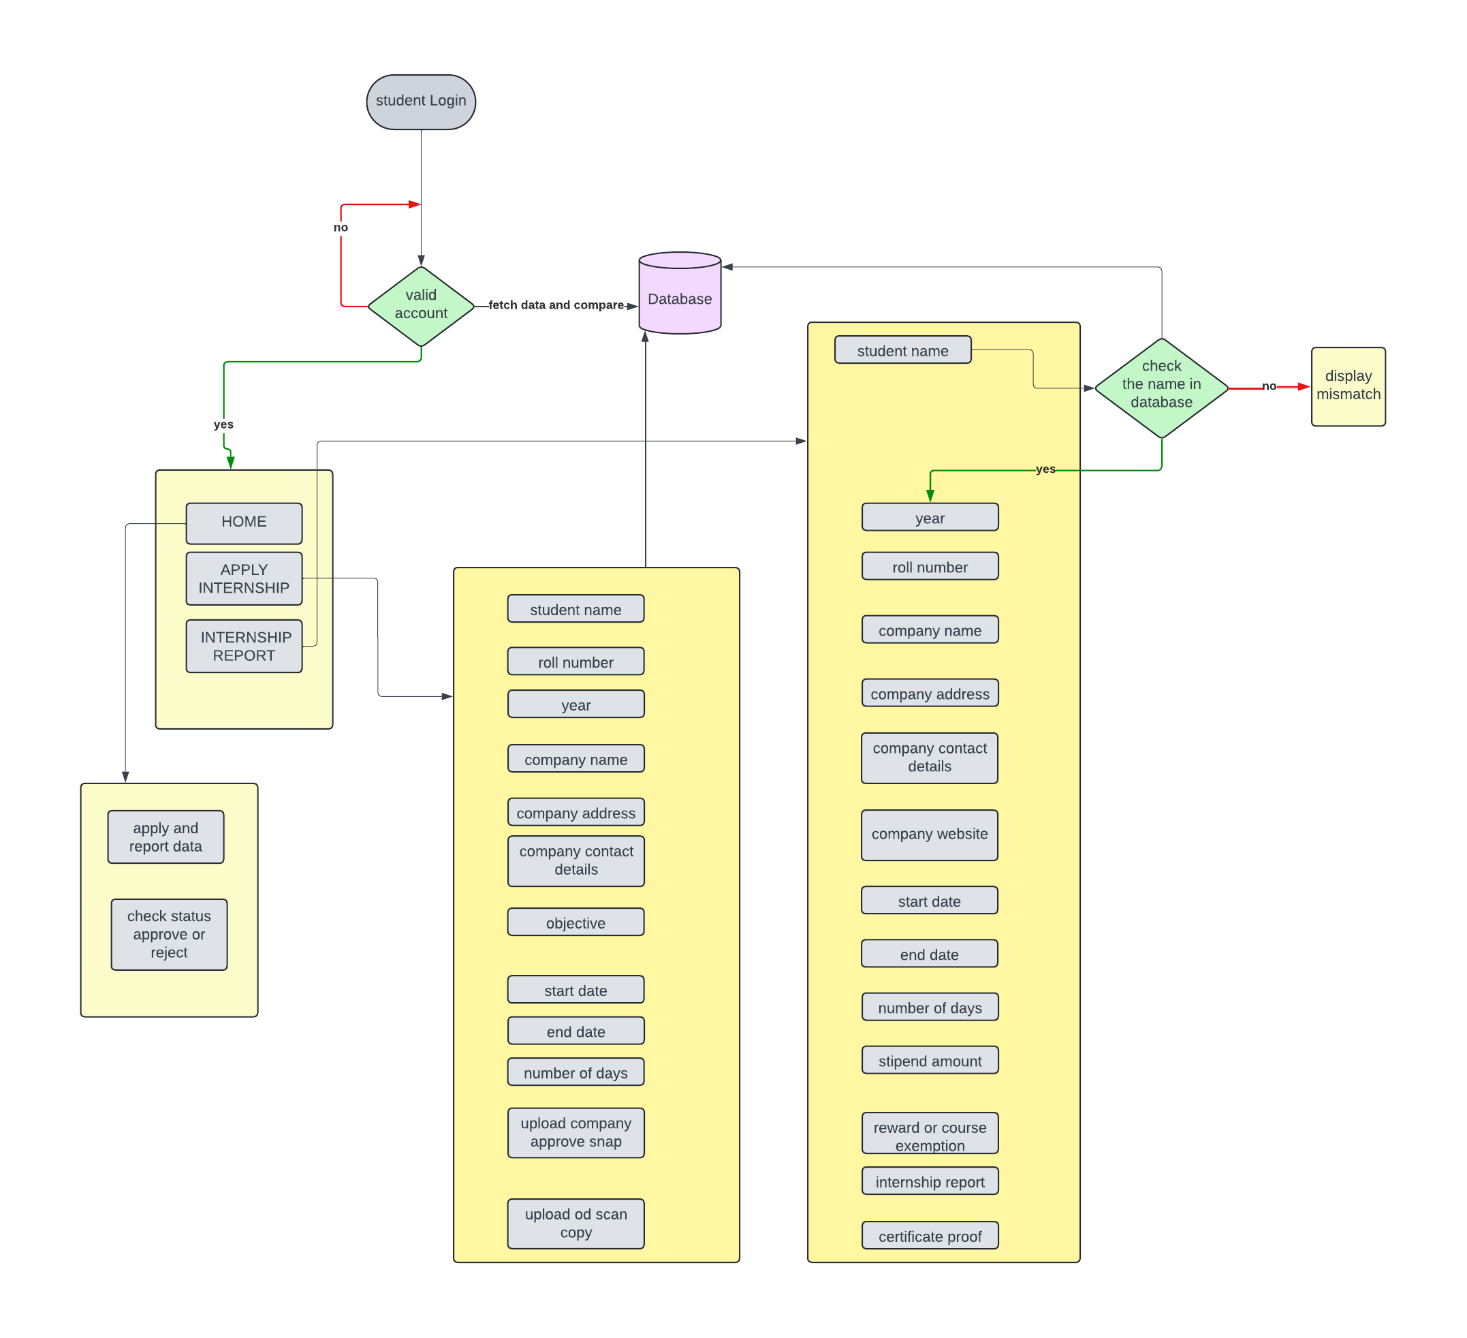 student Login
no
valid
account
fetch data and compare
Database
yes
HOME
APPLY
INTERNSHIP
INTERNSHIP
REPORT
apply and
report data
check status
approve or
reject
student name
roll number
year
company name
company address
company contact
details
objective
start date
end date
number of days
upload company
approve snap
upload od scan
copy
student name
check
the name in
database
no
display
mismatch
yes
year
roll number
company name
company address
company contact
details
company website
start date
end date
number of days
stipend amount
reward or course
exemption
internship report
certificate proof